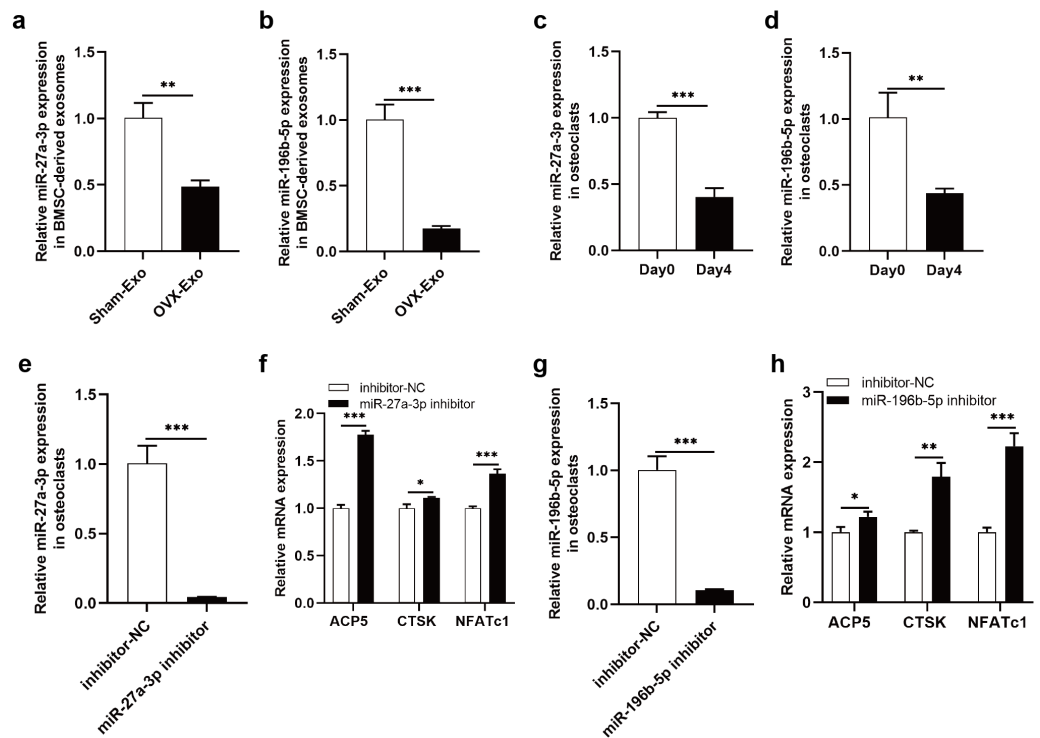 a
Relative miR-27a-3p expression
in BMSC-derived exosomes
1.5
1.0
0.5
0.0
**
Sham-Exo
OVX-Exo
b
Relative miR-196b-5p expression
in BMSC-derived exosomes
1.5
1.0
0.5
0.0
***
Sham-Exo
OVX-Exo
c
Relative miR-27a-3p expression
in osteoclasts
1.5
1.0
0.5
0.0
***
Day0 Day4
d
Relative miR-196b-5p expression
in osteoclasts
1.5
1.0
0.5
0.0
**
Day0 Day4
e
Relative miR-27a-3p expression
in osteoclasts
1.5
1.0
0.5
0.0
***
inhibitor-NC
miR-27a-3p inhibitor
f
inhibitor-NC
miR-27a-3p inhibitor
Relative mRNA expression
2.0
1.5
1.0
0.5
0.0
***
*
***
ACP5 CTSK NFATc1
g
Relative miR-196b-5p expression
in osteoclasts
1.5
1.0
0.5
0.0
***
inhibitor-NC
miR-196b-5p inhibitor
h
inhibitor-NC
miR-196b-5p inhibitor
Relative mRNA expression
3
2
1
0
*
**
***
ACP5 CTSK NFATc1